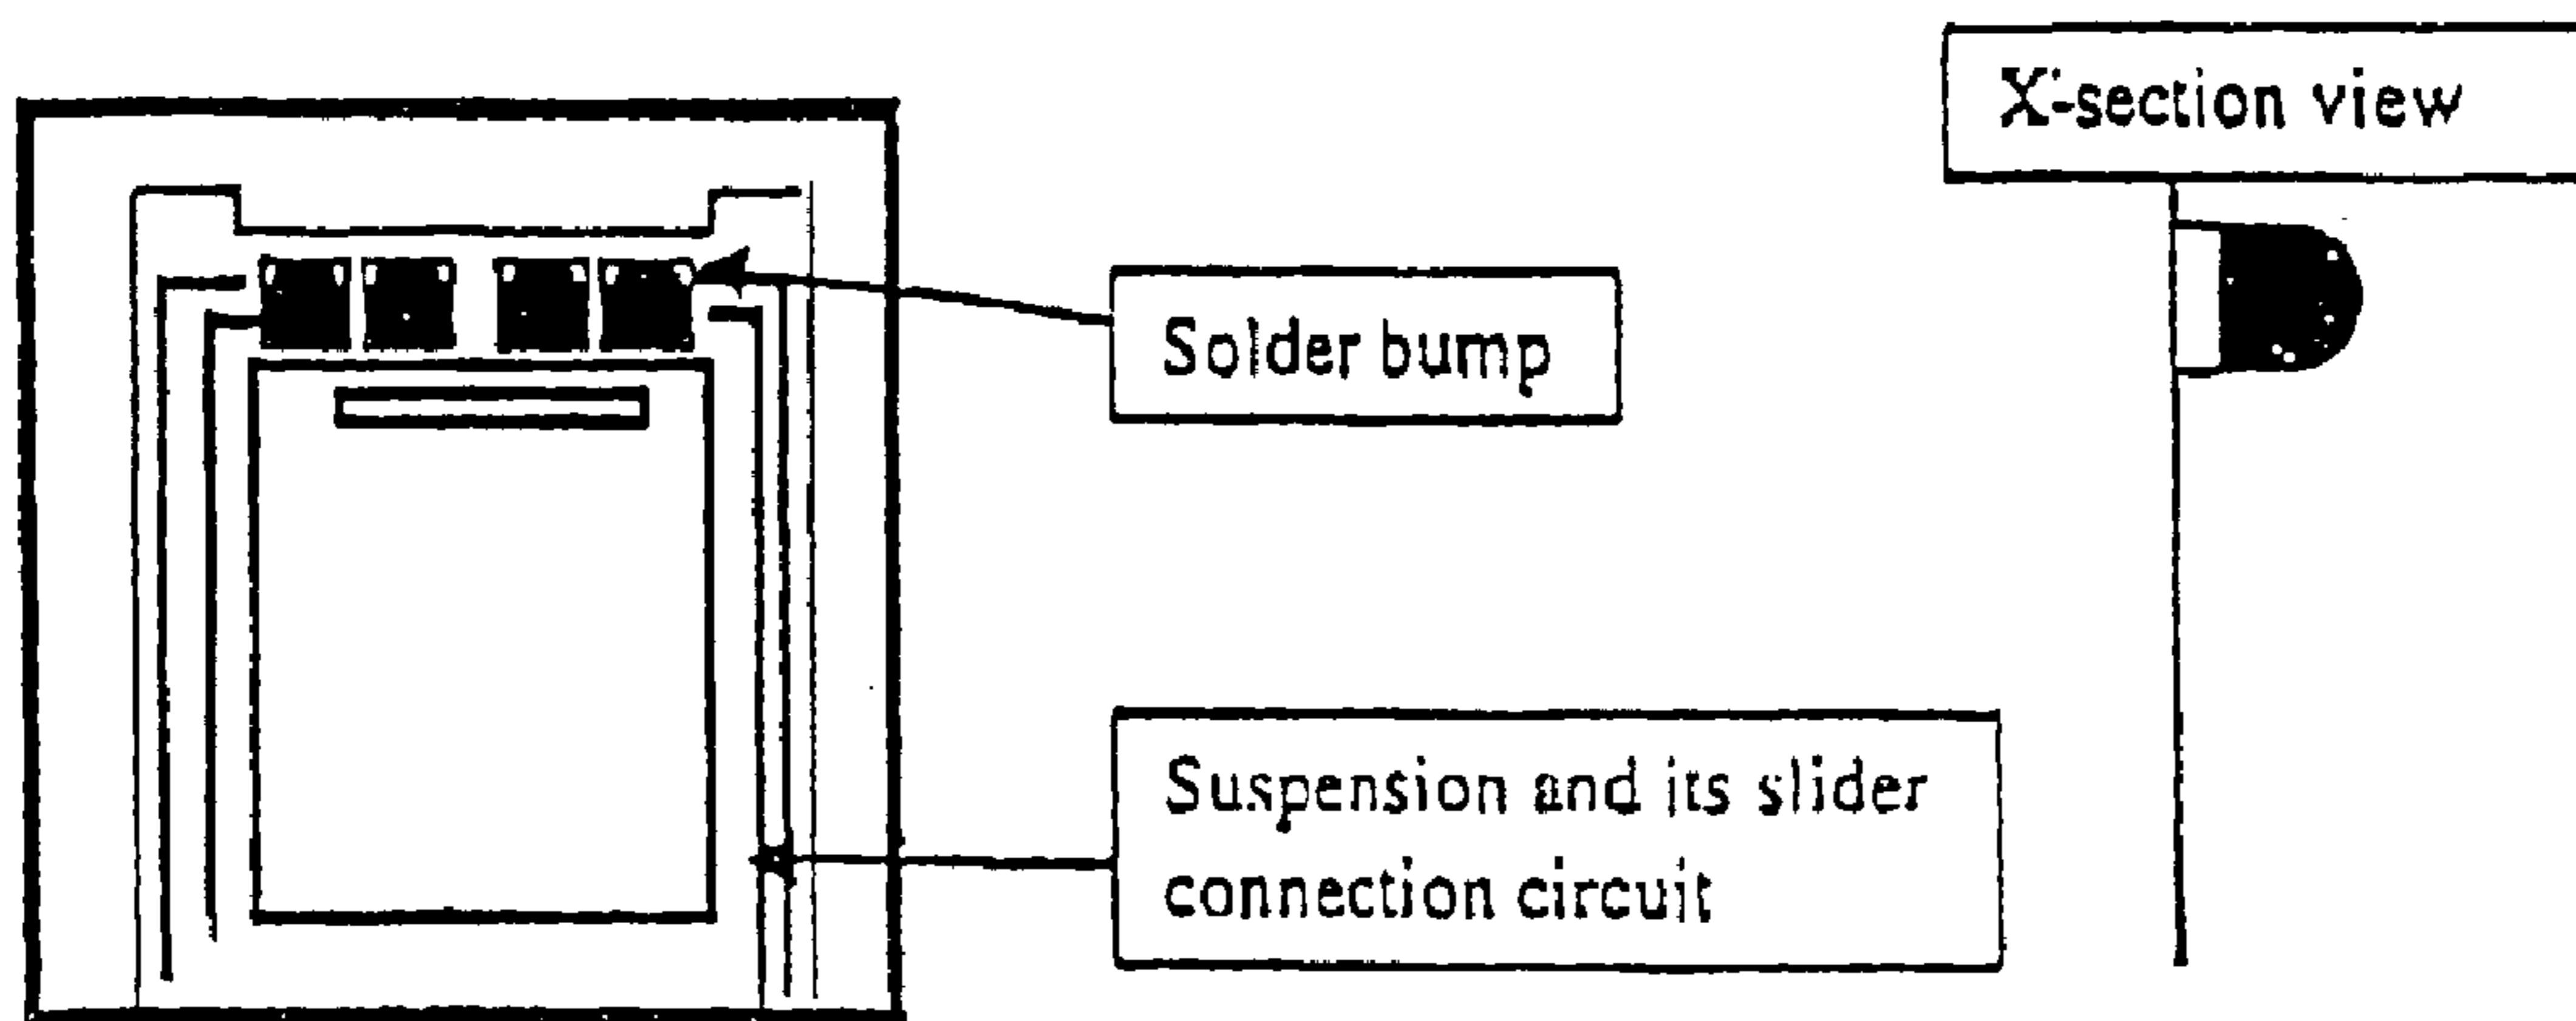 X-section view
Solder bump
Suspension and its slider
connection circuit